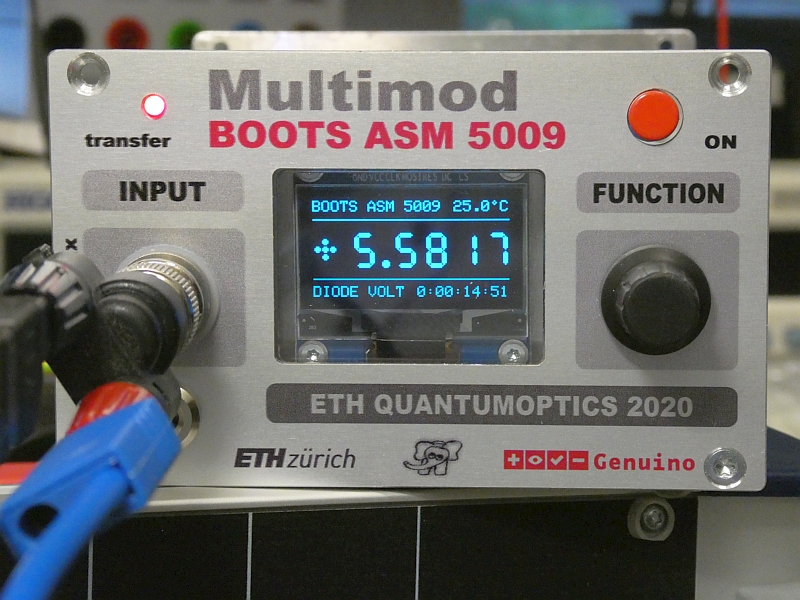 Multimod
transfer
BOOTS ASM 5009
ON
INPUT
FUNCTION
BOOTS ASM 5009 25.0°C
+ 5.5817
DIODE VOLT 0:00:14:51
ETH QUANTUMOPTICS 2020
ETH zürich
Genuino